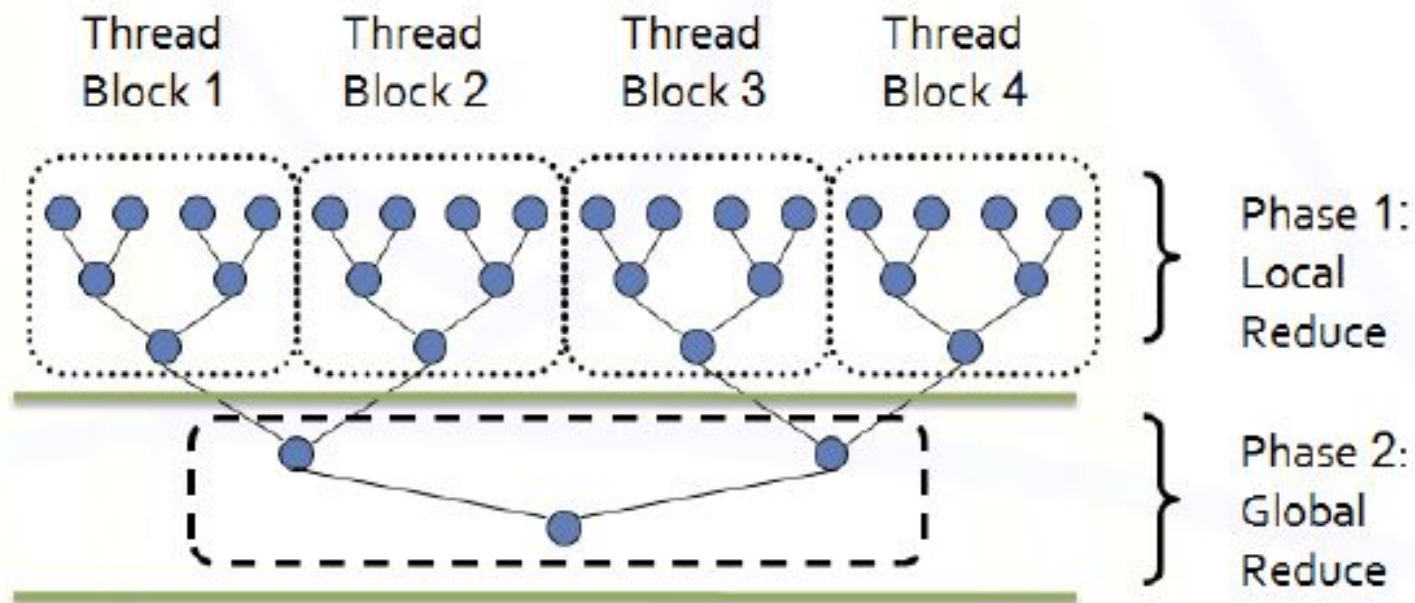 Thread
Block 1
Thread
Block 2
Thread
Block 3
Thread
Block 4
Phase 1:
Local
Reduce
Phase 2:
Global
Reduce